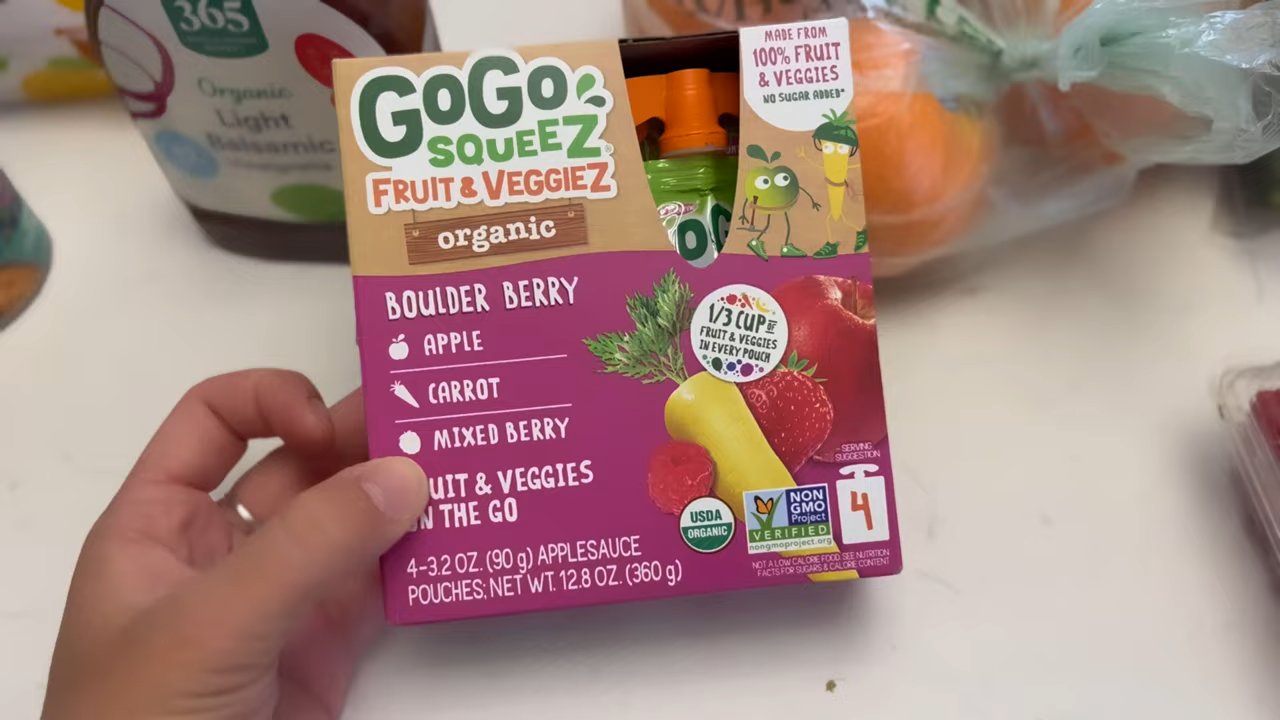 365
Organic
Light
Balsamic
GoGo
SQUEEZ
FRUIT & VEGGIEZ
organic
MADE FROM
100% FRUIT
& VEGGIES
NO SUGAR ADDED*
BOULDER BERRY
APPLE
CARROT
MIXED BERRY
1/3 CUP OF
FRUIT & VEGGIES
IN EVERY POUCH
UIT & VEGGIES
N THE GO
4-3.2 OZ. (90 g) APPLESAUCE
POUCHES; NET WT. 12.8 OZ. (360 g)
USDA
ORGANIC
NON
GMO
Project
VERIFIED
nongmoproject.org
SERVING
SUGGESTION
4
NOT A LOW CALORIE FOOD. SEE NUTRITION
FACTS FOR SUGARS & CALORIE CONTENT